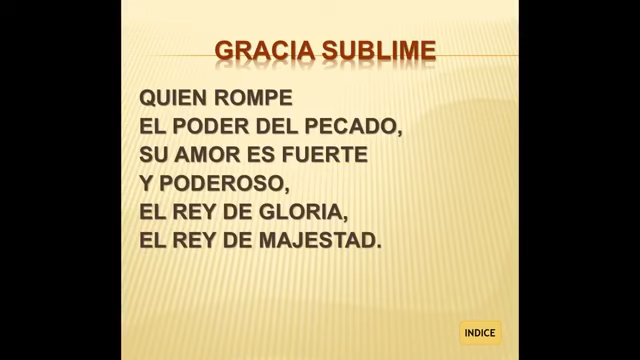 GRACIA SUBLIME
QUIEN ROMPE
EL PODER DEL PECADO,
SU AMOR ES FUERTE
Y PODEROSO,
EL REY DE GLORIA,
EL REY DE MAJESTAD.
INDICE